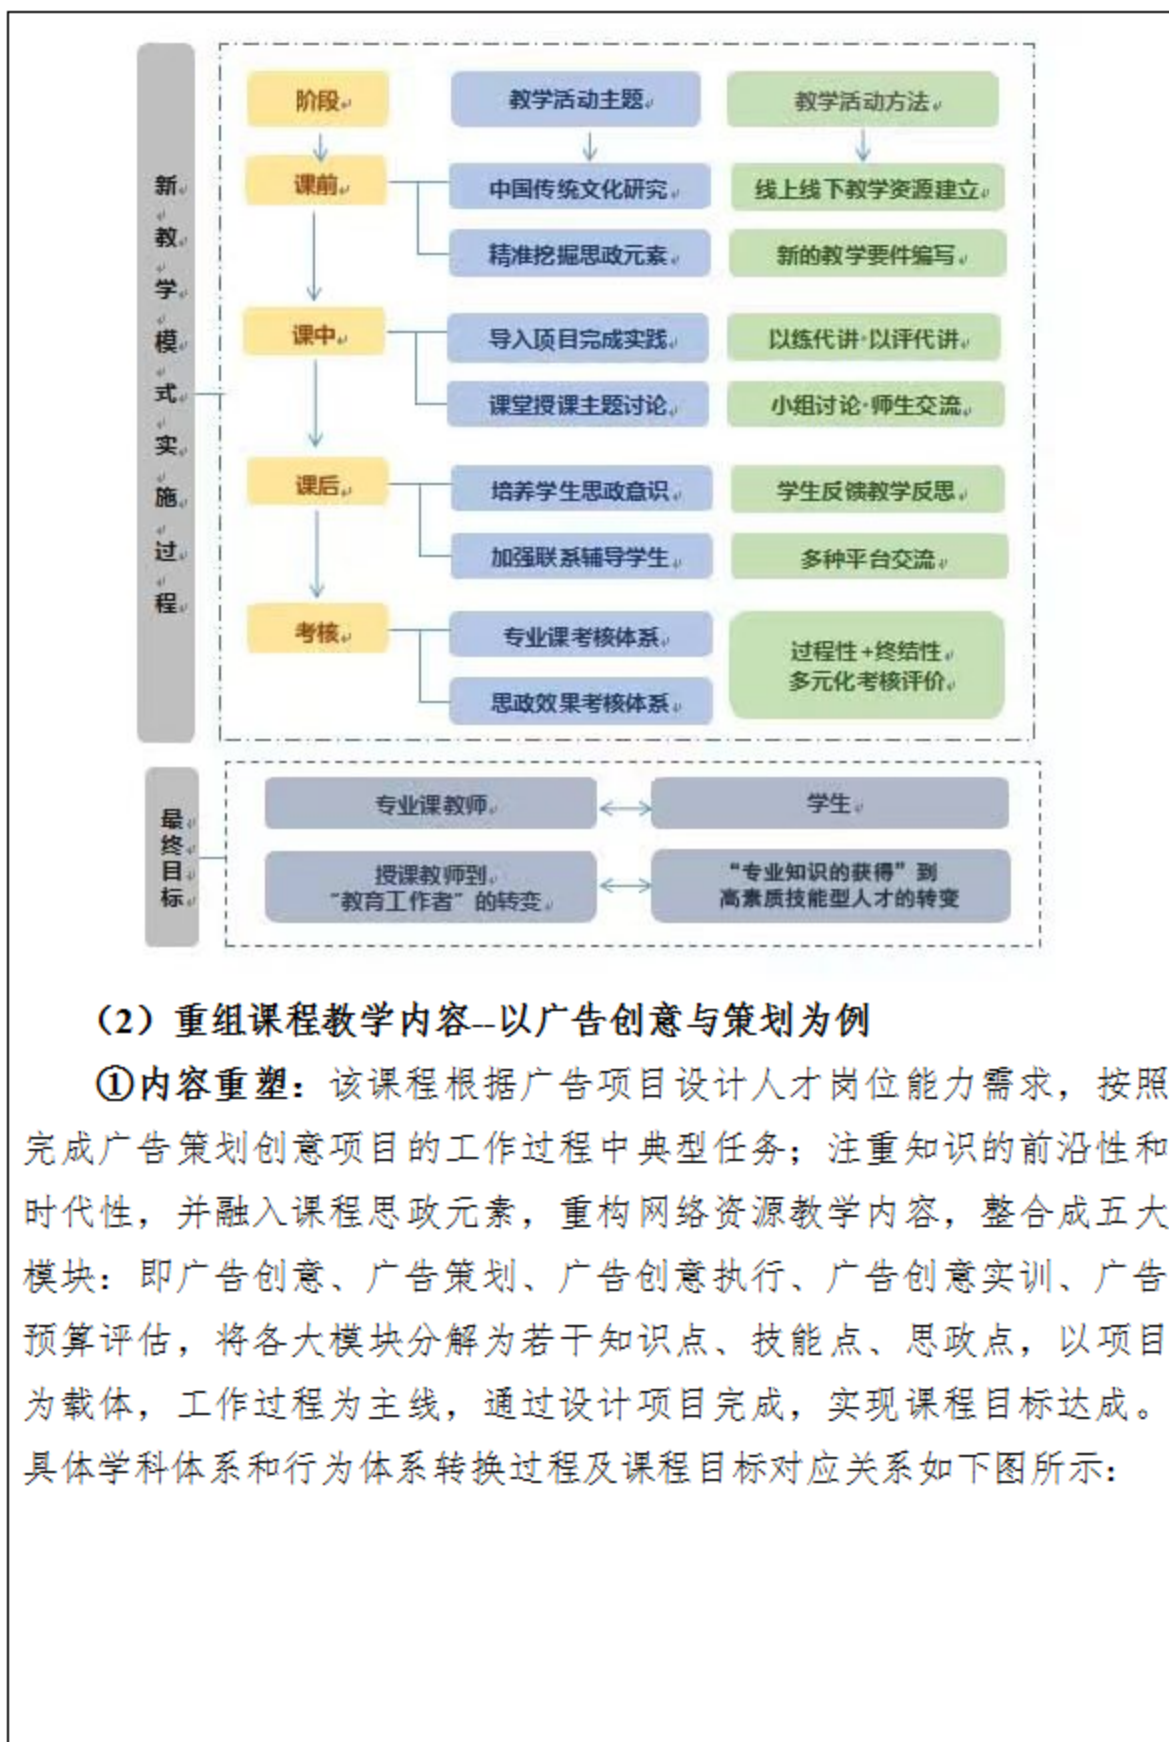 新教学模式实施过程
阶段
教学活动主题
教学活动方法
课前
中国传统文化研究
线上线下教学资源建立
精准挖掘思政元素
新的教学要件编写
课中
导入项目完成实践
以练代讲·以评代讲
课堂授课主题讨论
小组讨论·师生交流
课后
培养学生思政意识
学生反馈教学反思
加强联系辅导学生
多种平台交流
考核
专业课考核体系
过程性+终结性
多元化考核评价
思政效果考核体系
最终目标
专业课教师
学生
授课教师到
“教育工作者”的转变
“专业知识的获得”到
高素质技能型人才的转变
（2）重组课程教学内容--以广告创意与策划为例
①内容重塑：该课程根据广告项目设计人才岗位能力需求，按照
完成广告策划创意项目的工作过程中典型任务；注重知识的前沿性和
时代性，并融入课程思政元素，重构网络资源教学内容，整合成五大
模块：即广告创意、广告策划、广告创意执行、广告创意实训、广告
预算评估，将各大模块分解为若干知识点、技能点、思政点，以项目
为载体，工作过程为主线，通过设计项目完成，实现课程目标达成。
具体学科体系和行为体系转换过程及课程目标对应关系如下图所示：